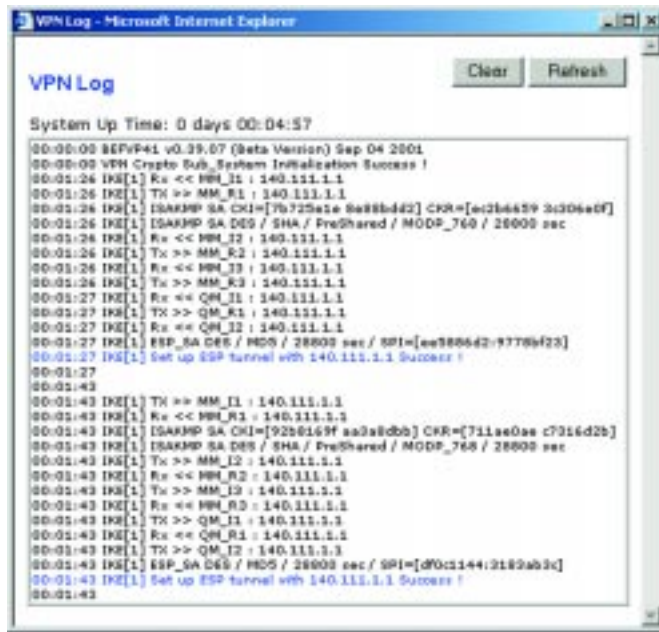 VPN Log - Microsoft Internet Explorer
Clear Refresh
VPN Log
System Up Time: 0 days 00:04:57
00:00:00 BEFVP41 v0.39.07 (Beta Version) Sep 04 2001
00:00:00 VPN Crypto Sub_System Initialization Success !
00:01:26 IKE[1] Rx << MM_I1 : 140.111.1.1
00:01:26 IKE[1] TX >> MM_R1 : 140.111.1.1
00:01:26 IKE[1] ISAKMP SA CKI=[7b725e1e 8e88bdd2] CKR=[ec2b6659 3c306e0f]
00:01:26 IKE[1] ISAKMP SA DES / SHA / PreShared / MODP_768 / 28800 sec
00:01:26 IKE[1] Rx << MM_I2 : 140.111.1.1
00:01:26 IKE[1] Tx >> MM_R2 : 140.111.1.1
00:01:26 IKE[1] Rx << MM_I3 : 140.111.1.1
00:01:26 IKE[1] Tx >> MM_R3 : 140.111.1.1
00:01:27 IKE[1] Rx << QM_I1 : 140.111.1.1
00:01:27 IKE[1] TX >> QM_R1 : 140.111.1.1
00:01:27 IKE[1] Rx << QM_I2 : 140.111.1.1
00:01:27 IKE[1] ESP_SA DES / MD5 / 28800 sec / SPI=[ee5886d2:9778bf23]
00:01:27 IKE[1] Set up ESP tunnel with 140.111.1.1 Success !
00:01:27
00:01:43
00:01:43 IKE[1] TX >> MM_I1 : 140.111.1.1
00:01:43 IKE[1] Rx << MM_R1 : 140.111.1.1
00:01:43 IKE[1] ISAKMP SA CKI=[92b8169f aa3a8dbb] CKR=[711ae0ae c7316d2b]
00:01:43 IKE[1] ISAKMP SA DES / SHA / PreShared / MODP_768 / 28800 sec
00:01:43 IKE[1] Tx >> MM_I2 : 140.111.1.1
00:01:43 IKE[1] Rx << MM_R2 : 140.111.1.1
00:01:43 IKE[1] TX >> MM_I3 : 140.111.1.1
00:01:43 IKE[1] Rx << MM_R3 : 140.111.1.1
00:01:43 IKE[1] TX >> QM_I1 : 140.111.1.1
00:01:43 IKE[1] Rx << QM_R1 : 140.111.1.1
00:01:43 IKE[1] TX >> QM_I2 : 140.111.1.1
00:01:43 IKE[1] ESP_SA DES / MD5 / 28800 sec / SPI=[df0c1144:3183ab3c]
00:01:43 IKE[1] Set up ESP tunnel with 140.111.1.1 Success !
00:01:43